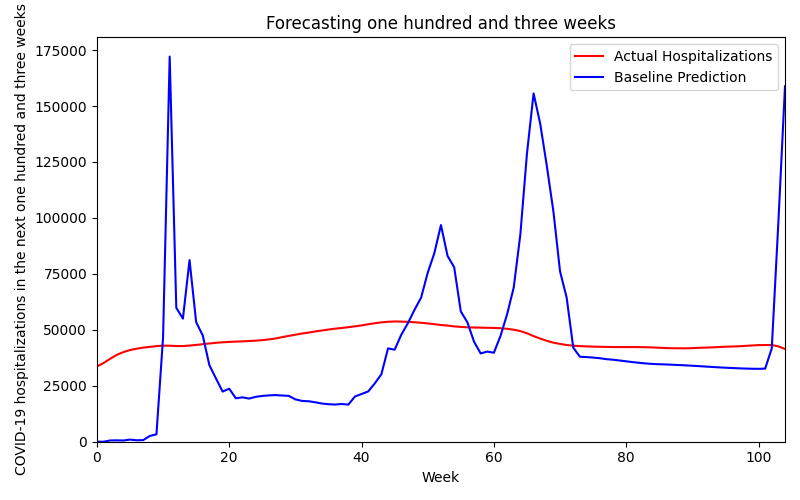 Forecasting one hundred and three weeks
COVID-19 hospitalizations in the next one hundred and three weeks
175000
150000
125000
100000
75000
50000
25000
0
Actual Hospitalizations
Baseline Prediction
0 20 40 60 80 100
Week